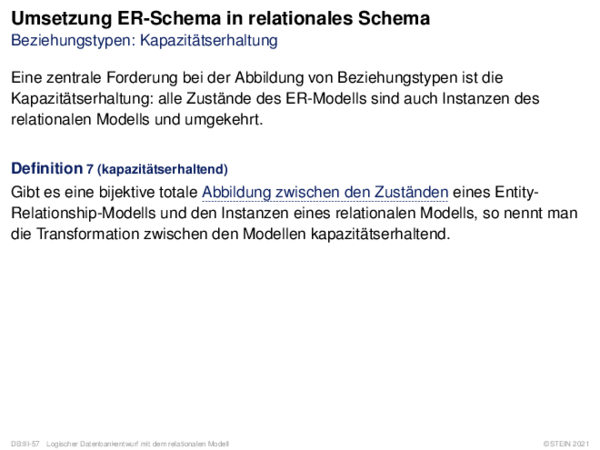 Umsetzung ER-Schema in relationales Schema
Beziehungstypen: Kapazitätserhaltung
Eine zentrale Forderung bei der Abbildung von Beziehungstypen ist die
Kapazitätserhaltung: alle Zustände des ER-Modells sind auch Instanzen des
relationalen Modells und umgekehrt.
Definition 7 (kapazitätserhaltend)
Gibt es eine bijektive totale Abbildung zwischen den Zuständen eines Entity-
Relationship-Modells und den Instanzen eines relationalen Modells, so nennt man
die Transformation zwischen den Modellen kapazitätserhaltend.
DB:III-57 Logischer Datenbankentwurf mit dem relationalen Modell ©STEIN 2021